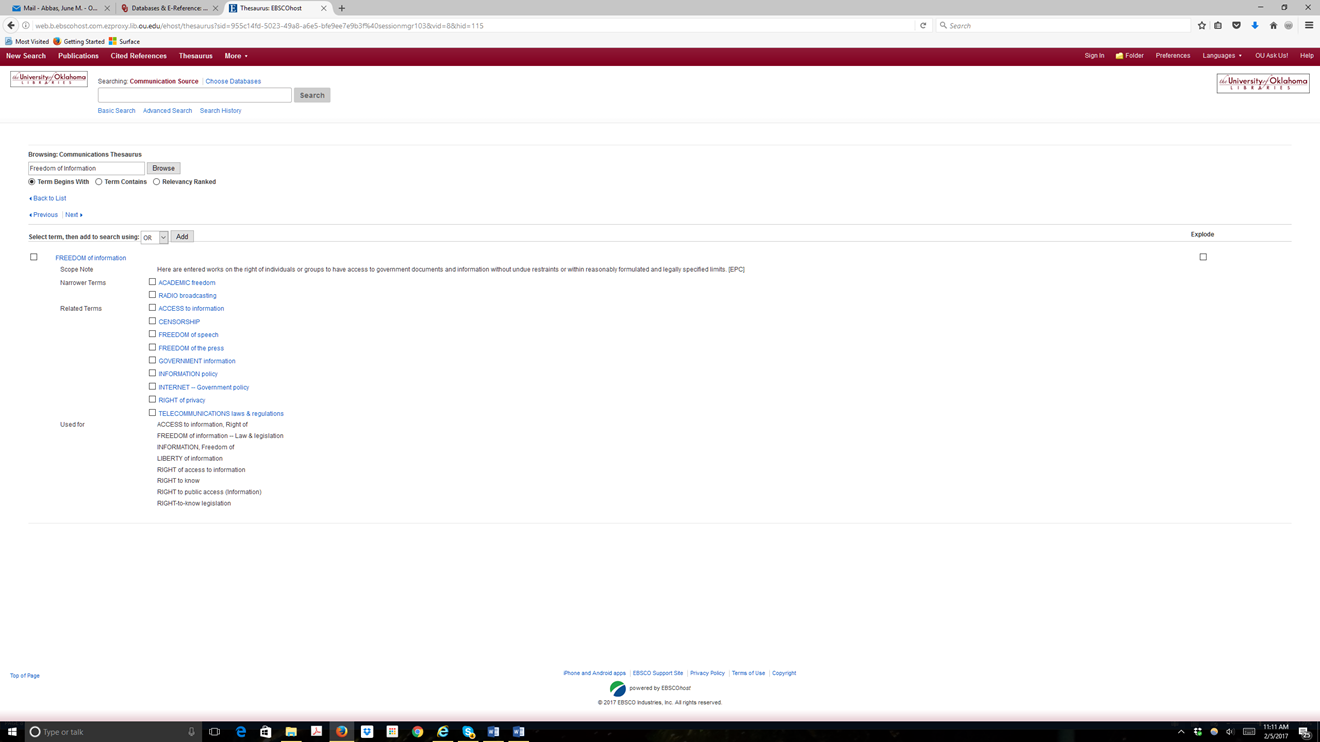 Mail - Abbas, June M. - O...
Databases & E-Reference: ...
Thesaurus: EBSCOhost
web.b.ebscohost.com.ezproxy.lib.ou.edu/ehost/thesaurus?sid=955c14fd-5023-49a8-a6e5-bfe9ee7e9b3f%40sessionmgr103&vid=8&hid=115
Search
Most Visited Getting Started Surface
New Search Publications Cited References Thesaurus More
Sign In Folder Preferences Languages OU Ask Us! Help
the University of Oklahoma
LIBRARIES
Searching: Communication Source Choose Databases
Search
Basic Search Advanced Search Search History
the University of Oklahoma
LIBRARIES
Browsing: Communications Thesaurus
Freedom of Information Browse
Term Begins With Term Contains Relevancy Ranked
Back to List
Previous Next
Select term, then add to search using: OR Add Explode
FREEDOM of information
Scope Note Here are entered works on the right of individuals or groups to have access to government documents and information without undue restraints or within reasonably formulated and legally specified limits. [EPC]
Narrower Terms ACADEMIC freedom
RADIO broadcasting
Related Terms ACCESS to information
CENSORSHIP
FREEDOM of speech
FREEDOM of the press
GOVERNMENT information
INFORMATION policy
INTERNET -- Government policy
RIGHT of privacy
TELECOMMUNICATIONS laws & regulations
Used for ACCESS to information, Right of
FREEDOM of information -- Law & legislation
INFORMATION, Freedom of
LIBERTY of information
RIGHT of access to information
RIGHT to know
RIGHT to public access (Information)
RIGHT-to-know legislation
Top of Page
iPhone and Android apps EBSCO Support Site Privacy Policy Terms of Use Copyright
powered by EBSCOhost
© 2017 EBSCO Industries, Inc. All rights reserved.
Type or talk
11:11 AM
2/5/2017
25